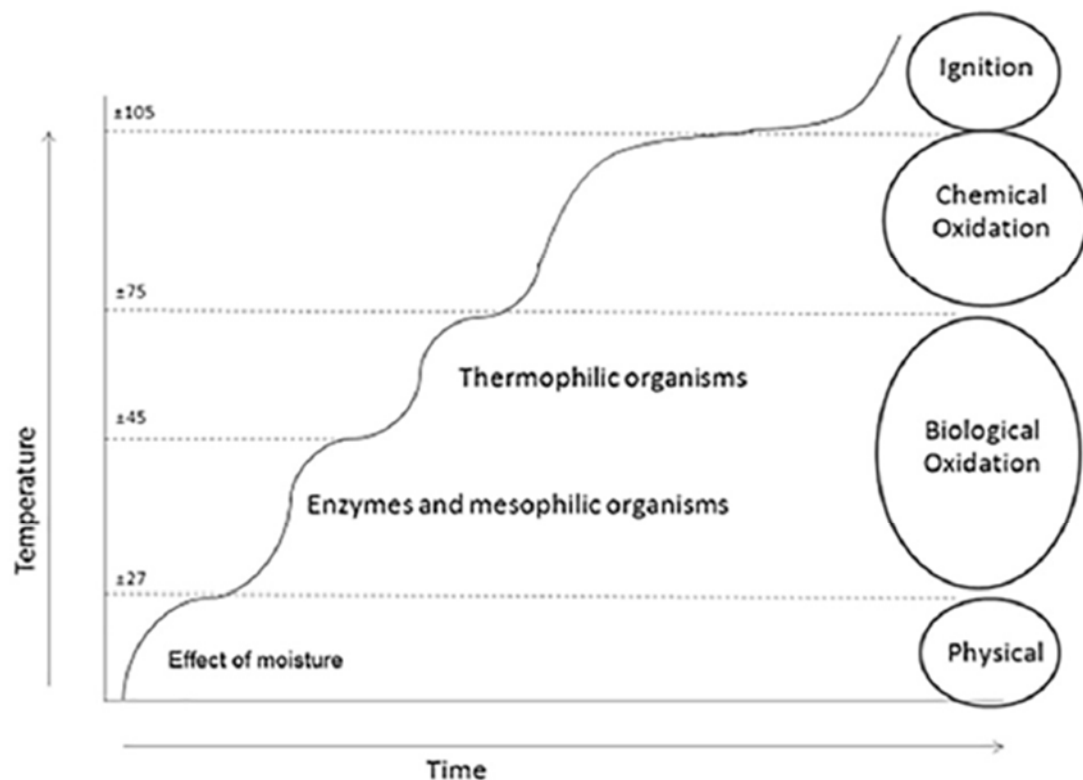 Ignition
±105
Chemical
Oxidation
±75
Thermophilic organisms
±45
Biological
Oxidation
Enzymes and mesophilic organisms
±27
Physical
Effect of moisture
Temperature
Time